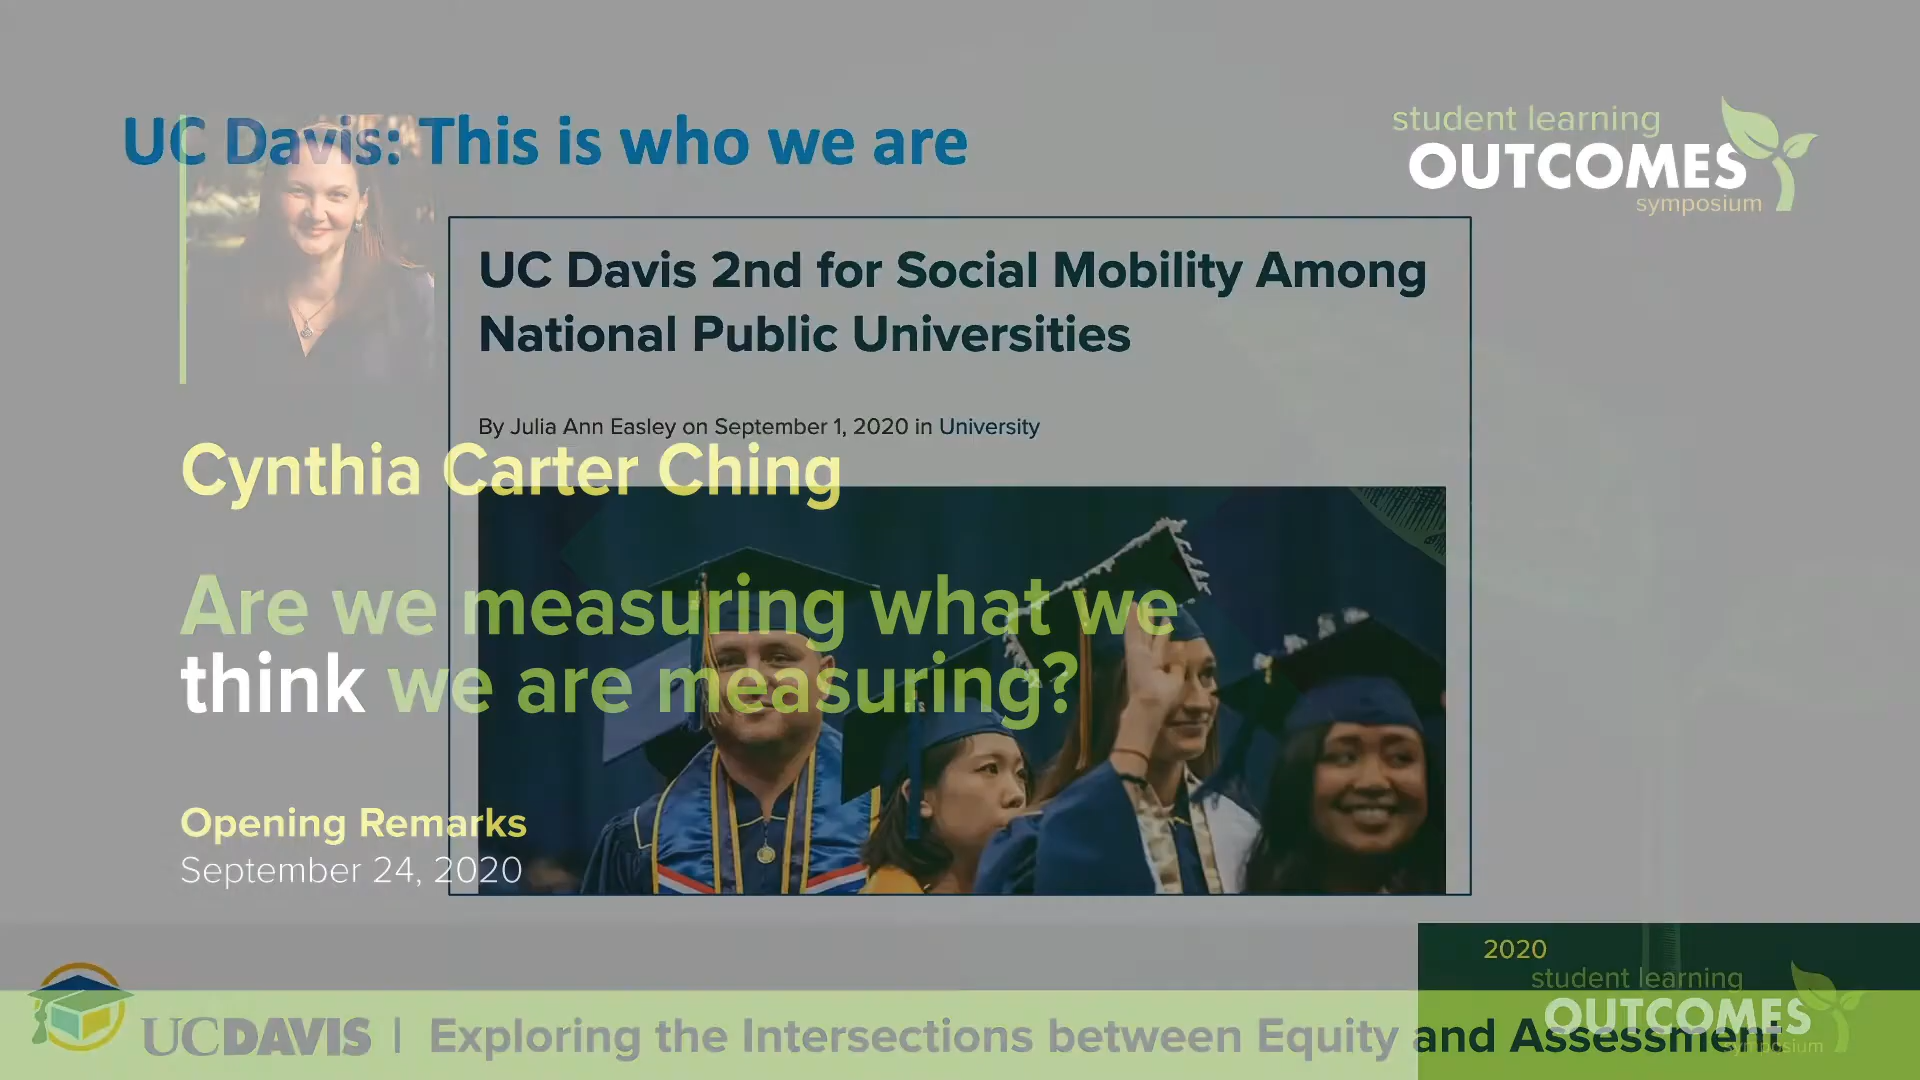 UC Davis: This is who we are
student learning
OUTCOMES
symposium
UC Davis 2nd for Social Mobility Among
National Public Universities
By Julia Ann Easley on September 1, 2020 in University
Cynthia Carter Ching
Are we measuring what we
think we are measuring?
Opening Remarks
September 24, 2020
2020
student learning
OUTCOMES
symposium
UCDAVIS | Exploring the Intersections between Equity and Assessment